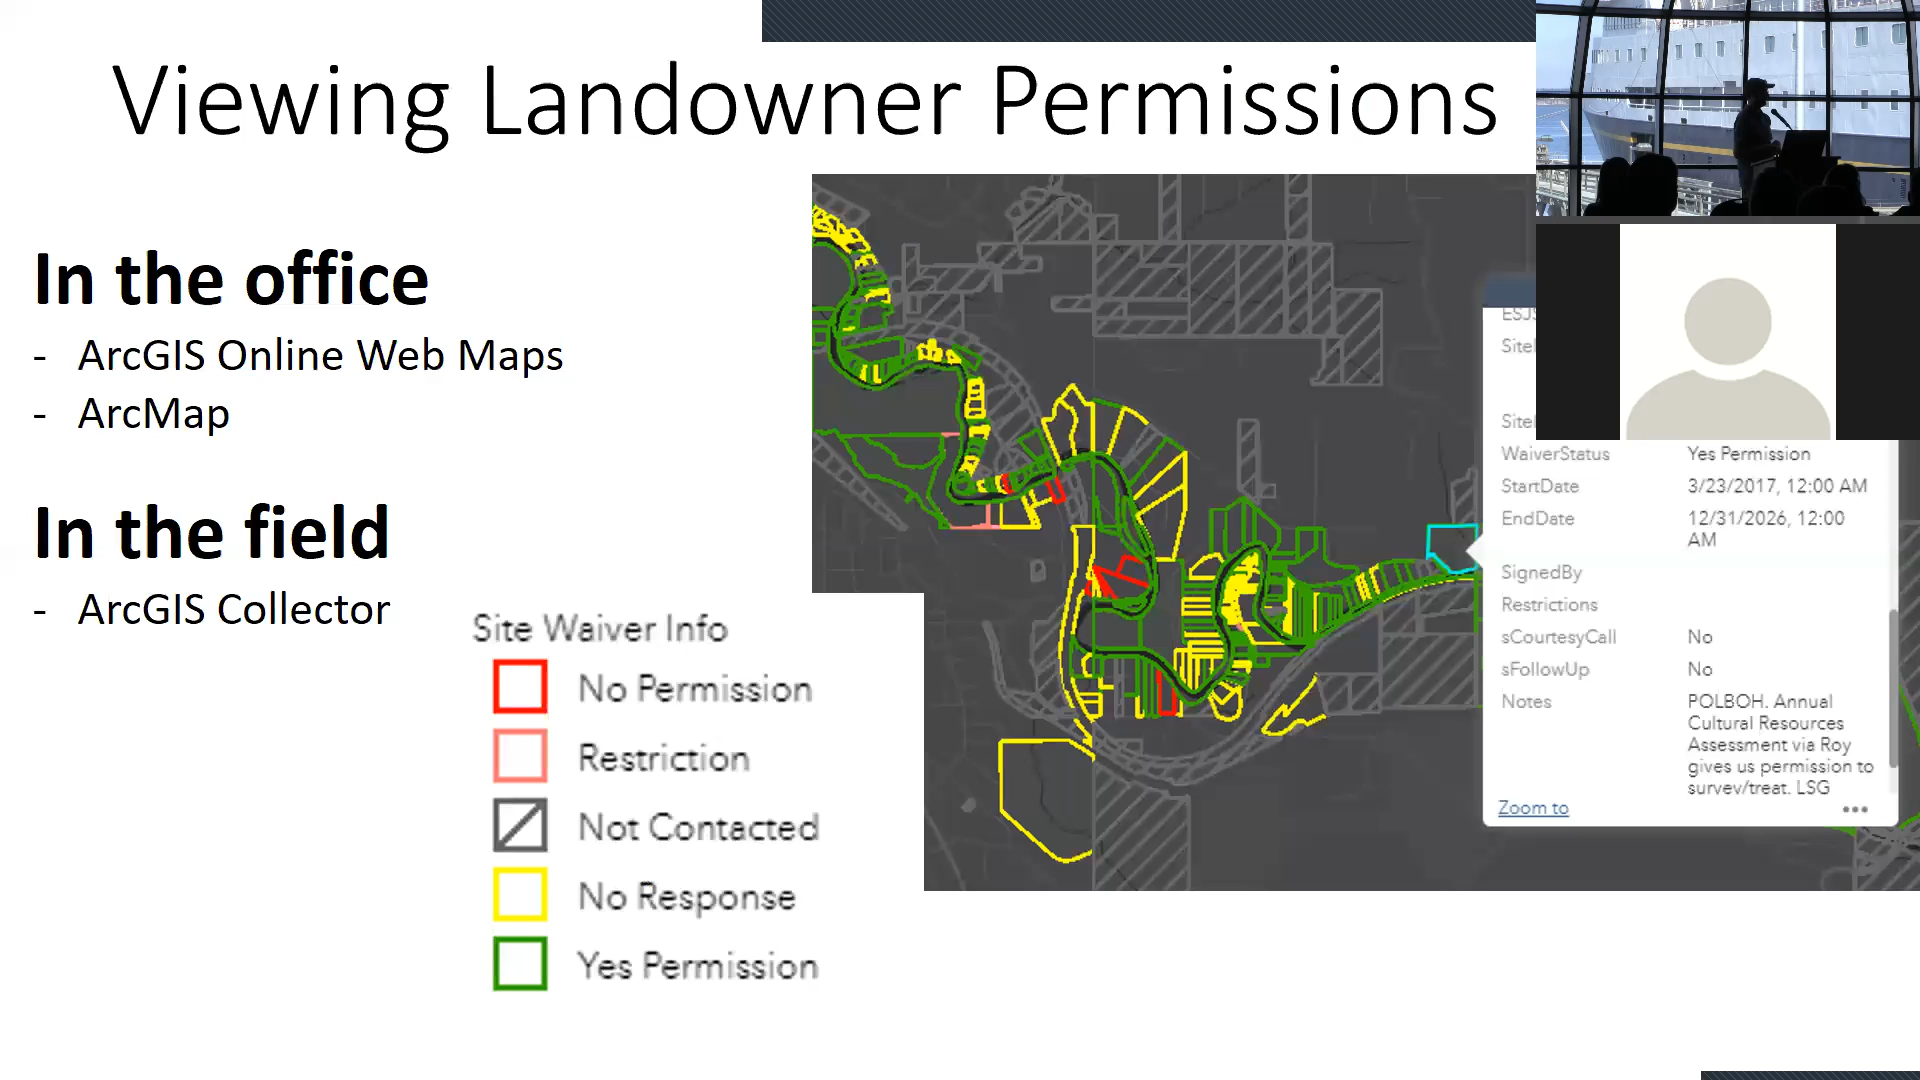 Viewing Landowner Permissions
In the office
- ArcGIS Online Web Maps
- ArcMap
In the field
- ArcGIS Collector
Site Waiver Info
No Permission
Restriction
Not Contacted
No Response
Yes Permission
WaiverStatus Yes Permission
StartDate 3/23/2017, 12:00 AM
EndDate 12/31/2026, 12:00
AM
SignedBy
Restrictions
sCourtesyCall No
sFollowUp No
Notes POLBOH. Annual
Cultural Resources
Assessment via Roy
gives us permission to
survey/treat. LSG
Zoom to